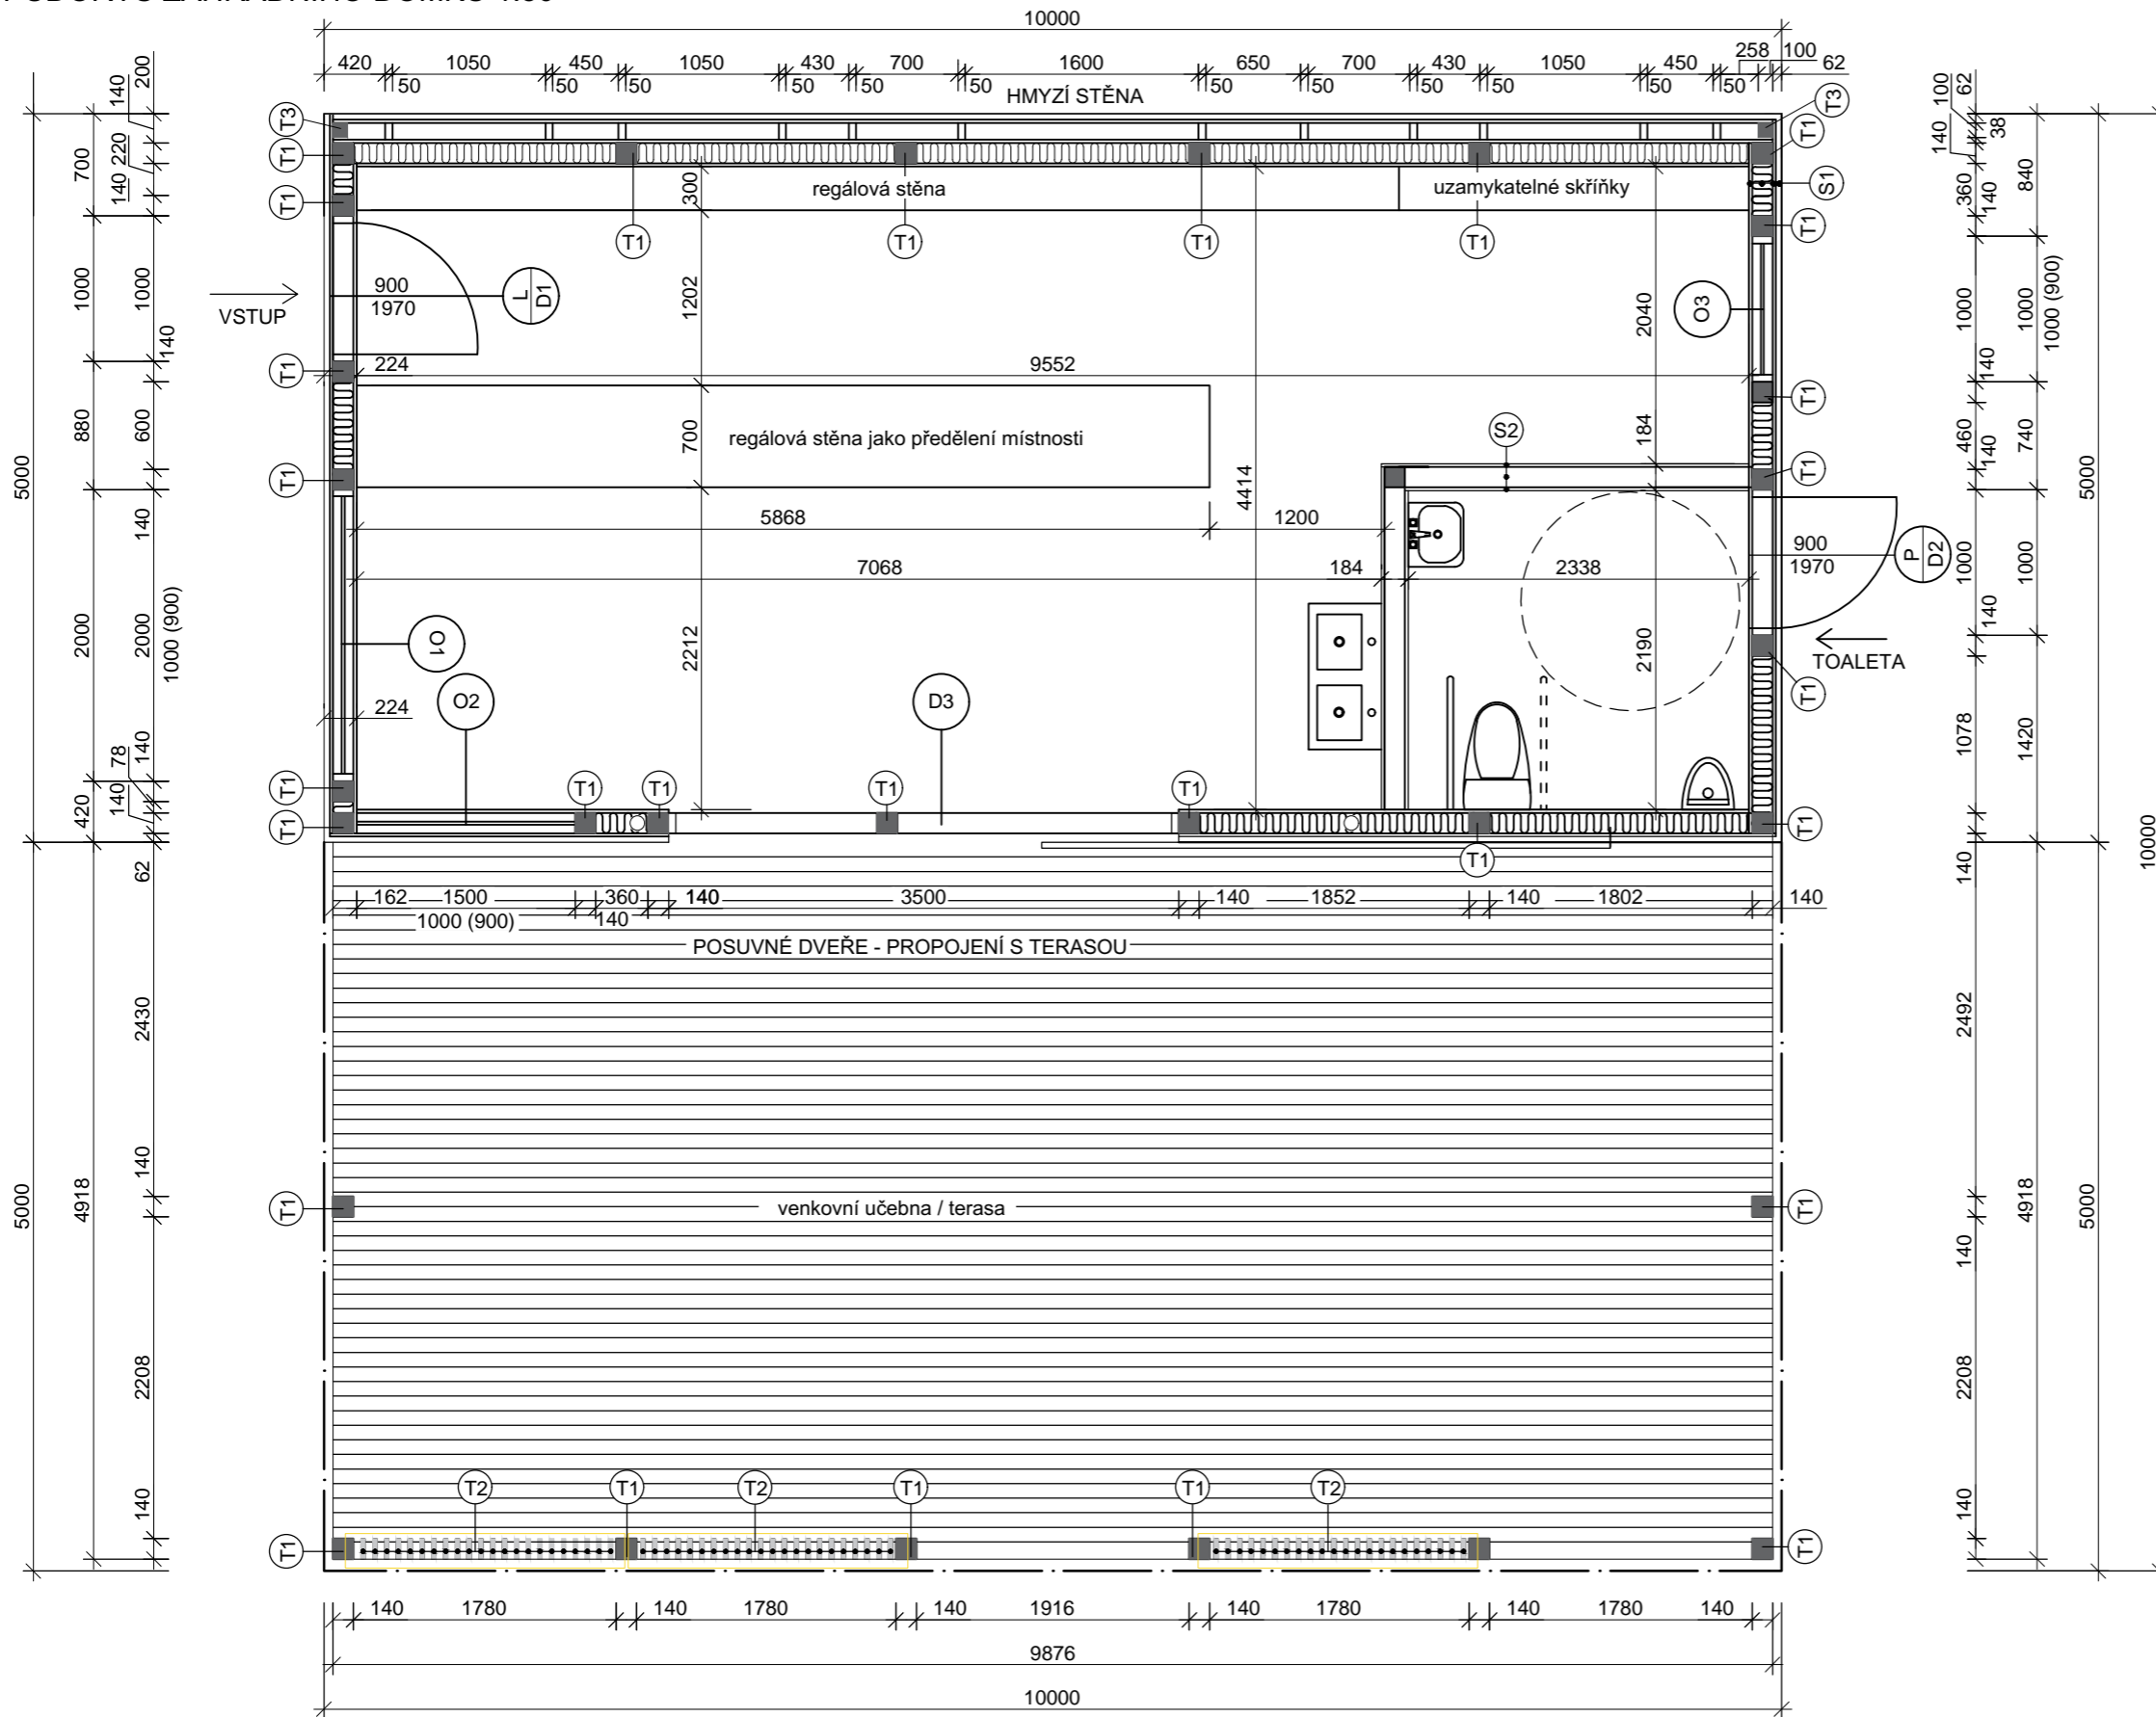 10000
420 1050 450 1050 430 700 1600 650 700 430 1050 450 258 100
50 50 50 50 50 50 50 50 50 50 50 50 62
HMYZÍ STĚNA
T3 T3
T1 T1
T1 S1
regálová stěna
uzamykatelné skříňky
300
T1 T1 T1 T1 T1
VSTUP
900
1970
L
D1
1202
2040
O3
T1
224
9552
T1
700
regálová stěna jako předělení místnosti
S2
184
T1 T1
4414
5868 1200
7068 184 2338
900
1970
P
D2
TOALETA
O1
2212
2190
T1
224
O2
D3
T1 T1 T1 T1 T1
T1 T1 T1
162 1500 360 140 3500 140 1852 140 1802 140
1000 (900) 140
POSUVNÉ DVEŘE - PROPOJENÍ S TERASOU
T1 T1
venkovní učebna / terasa
T2 T1 T2 T1 T1 T2
T1 T1
140 1780 140 1780 140 1916 140 1780 140 1780 140
9876
10000
5000
5000
700
1000
880
2000
420
4918
200
140
220
140
1000
140
600
140
2000
1000 (900)
140
78
140
62
2430
140
2208
140
62
100
38
140
360
140
1000
140
460
140
1000
140
1078
140
2492
140
2208
140
840
1000
1000 (900)
740
1000
1420
4918
5000
5000
10000